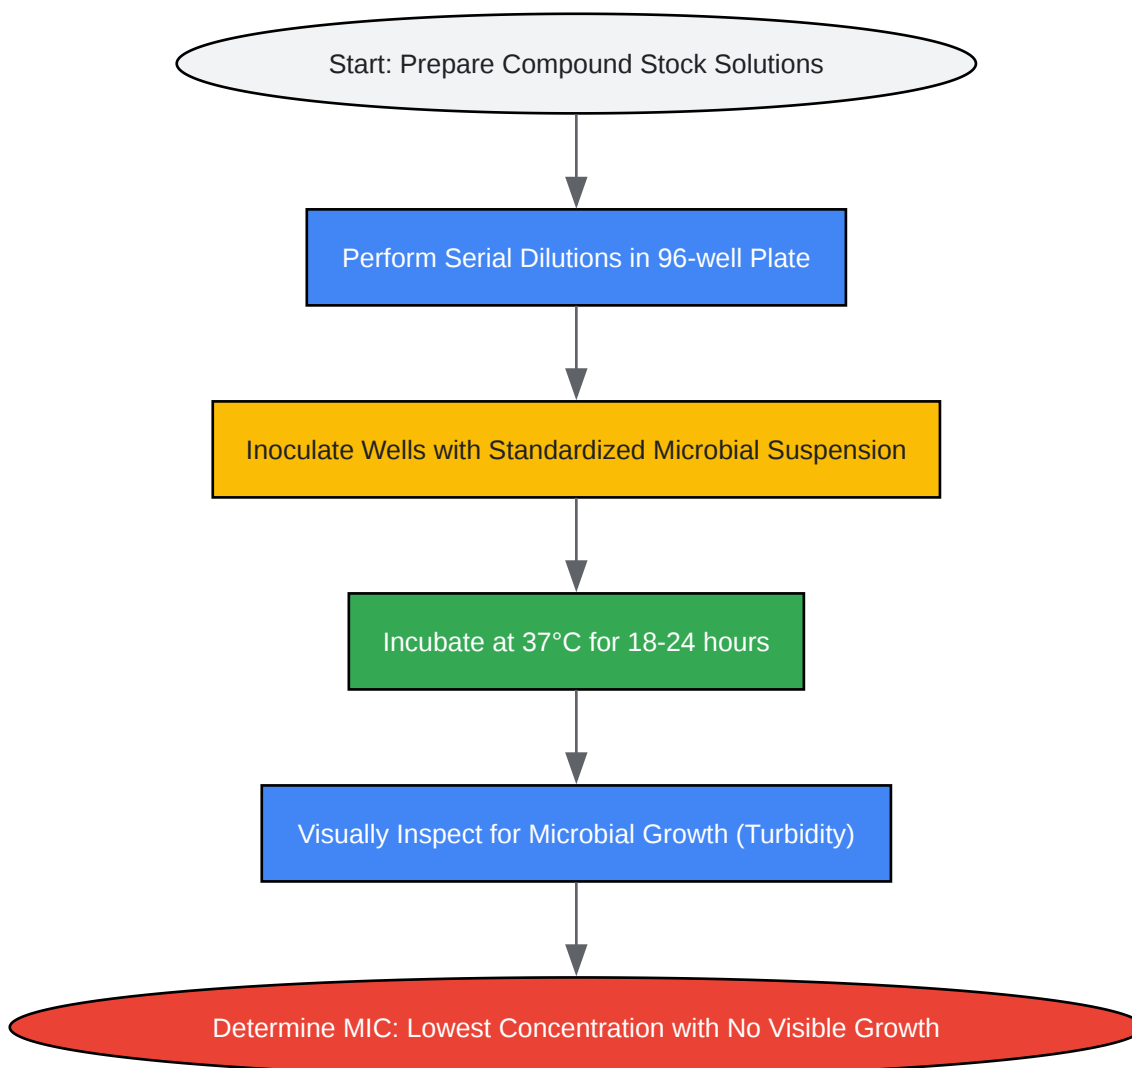 Start: Prepare Compound Stock Solutions
Perform Serial Dilutions in 96-well Plate
Inoculate Wells with Standardized Microbial Suspension
Incubate at 37°C for 18-24 hours
Visually Inspect for Microbial Growth (Turbidity)
Determine MIC: Lowest Concentration with No Visible Growth